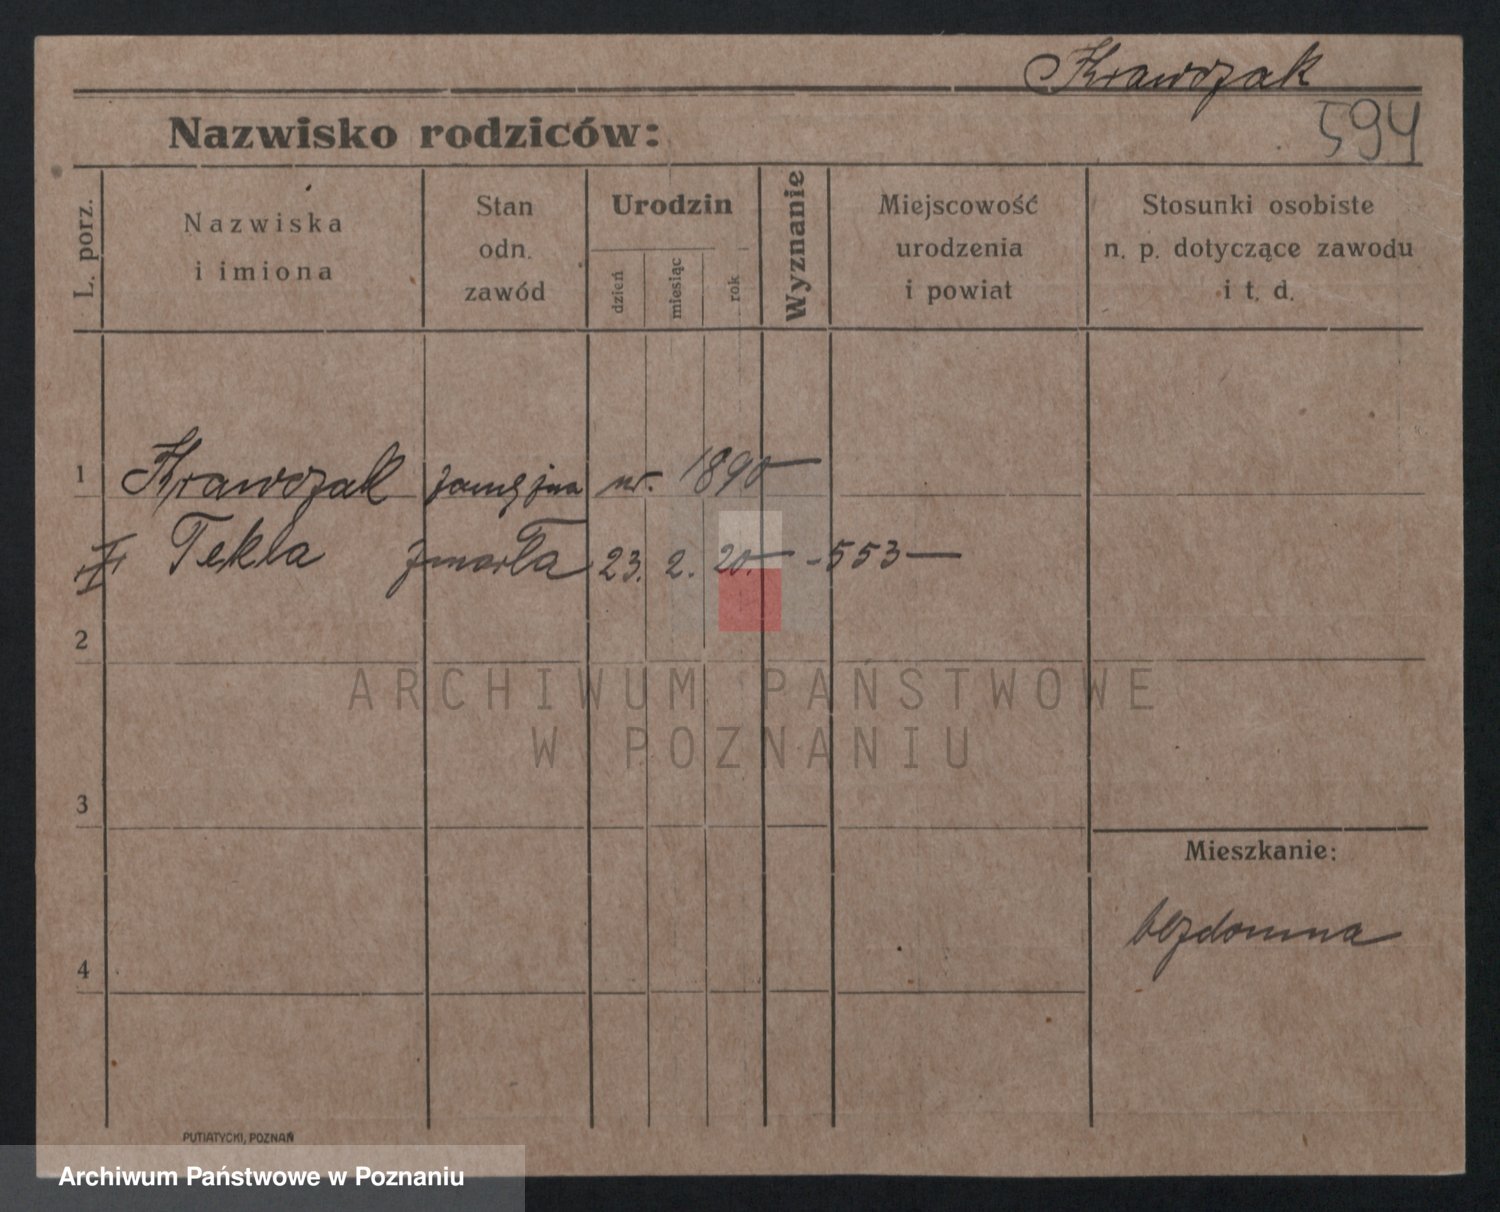 Krawczak
Nazwisko rodziców:
594
L. porz.
Nazwiska
i imiona
Stan
odn.
zawód
Urodzin
dzień
miesiąc
rok
Wyznanie
Miejscowość
urodzenia
i powiat
Stosunki osobiste
n. p. dotyczące zawodu
i t. d.
1 Krawczak zamężna ur. 1890
Tekla zmarła 23. 2. 20. - 553 -
2
ARCHIWUM PAŃSTWOWE
W POZNANIU
3
Mieszkanie:
bezdomna
4
PUTIATYCKI, POZNAŃ
Archiwum Państwowe w Poznaniu